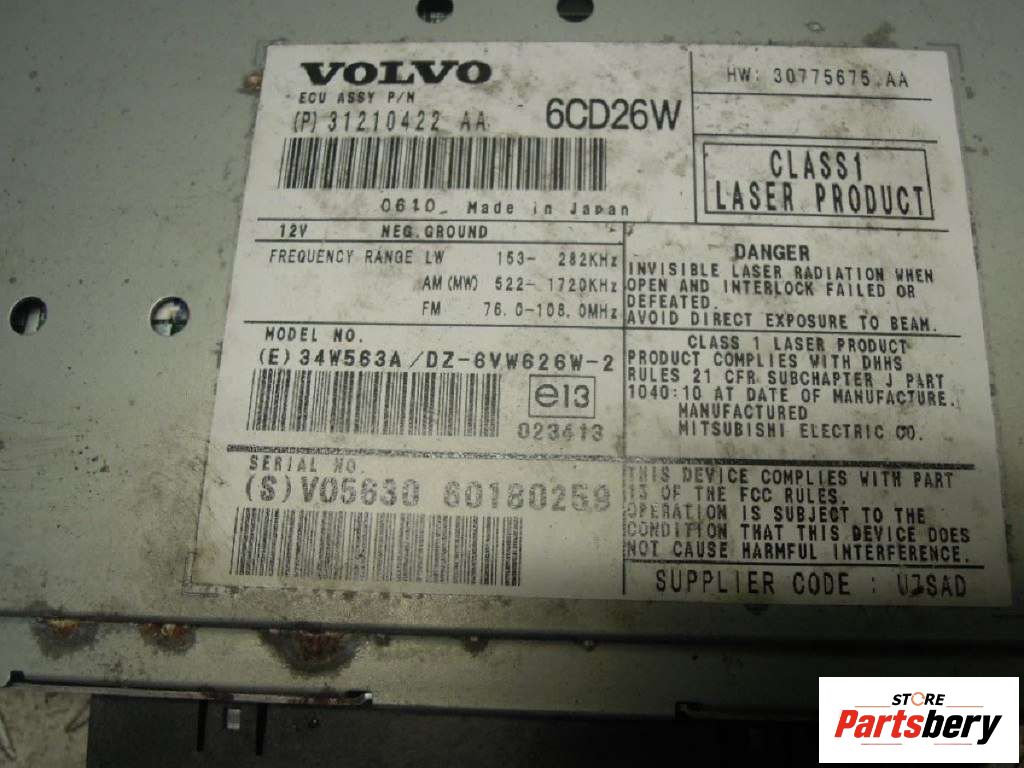 VOLVO
ECU ASSY P/N
(P) 31210422 AA
6CD26W
0610 Made in Japan
HW: 30775675 AA
CLASS1
LASER PRODUCT
12V NEG. GROUND
FREQUENCY RANGE LW 153- 282KHz
AM (MW) 522- 1720KHz
FM 76.0-108.0MHz
DANGER
INVISIBLE LASER RADIATION WHEN
OPEN AND INTERLOCK FAILED OR
DEFEATED.
AVOID DIRECT EXPOSURE TO BEAM.
MODEL NO.
(E) 34W563A/DZ-6VW626W-2
e13
023413
CLASS 1 LASER PRODUCT
PRODUCT COMPLIES WITH DHHS
RULES 21 CFR SUBCHAPTER J PART
1040:10 AT DATE OF MANUFACTURE.
MANUFACTURED
MITSUBISHI ELECTRIC CO.
SERIAL NO.
(S) V05630 60180259
THIS DEVICE COMPLIES WITH PART
15 OF THE FCC RULES.
OPERATION IS SUBJECT TO THE
CONDITION THAT THIS DEVICE DOES
NOT CAUSE HARMFUL INTERFERENCE.
SUPPLIER CODE :
STORE
Partsbery